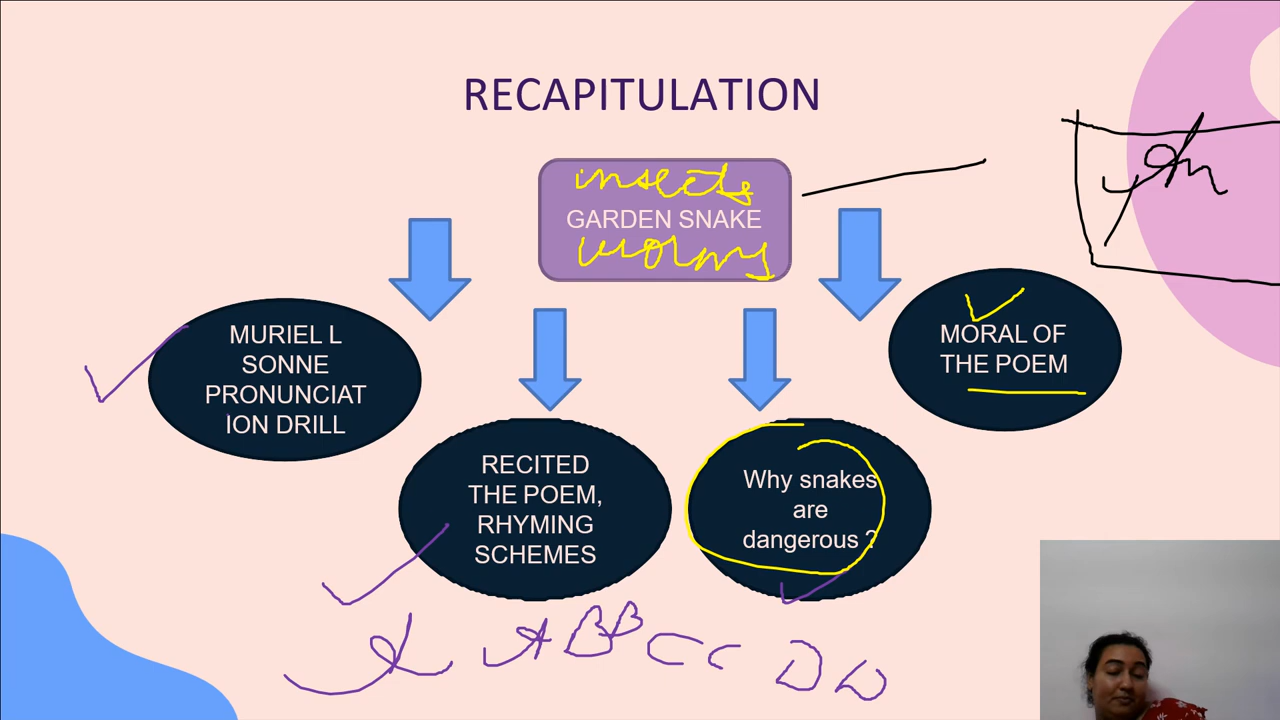 RECAPITULATION
insects
GARDEN SNAKE
worms
MURIEL L
SONNE
PRONUNCIAT
ION DRILL
MORAL OF
THE POEM
RECITED
THE POEM,
RHYMING
SCHEMES
Why snakes
are
dangerous ?
A A B B C C D D